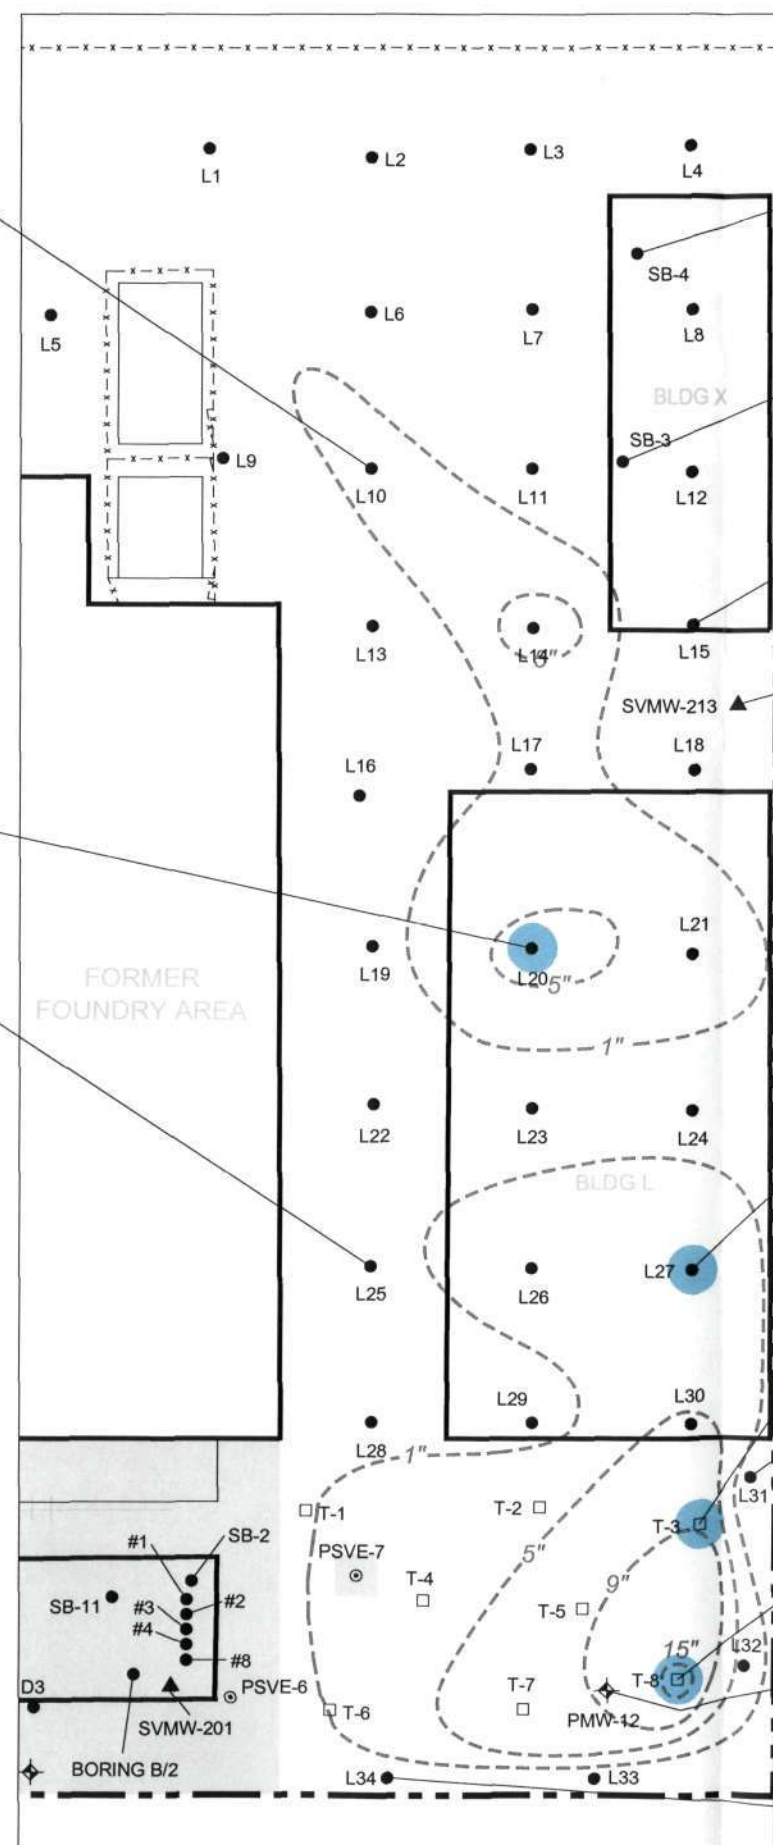 L1
L2
L3
L4
SB-4
L5
L6
L7
L8
BLDG X
SB-3
L9
L10
L11
L12
L13
L14
L15
SVMW-213
L17
L18
L16
L21
L19
L20
5"
FORMER
FOUNDRY AREA
1"
L22
L23
L24
BLDG L
L25
L26
L27
L29
L30
L28
1"
L31
T-1
T-2
T-3
#1
SB-2
PSVE-7
5"
9"
SB-11
#3
#2
T-4
T-5
#4
#8
15"
L32
D3
PSVE-6
T-6
T-7
T-8
SVMW-201
PMW-12
BORING B/2
L34
L33